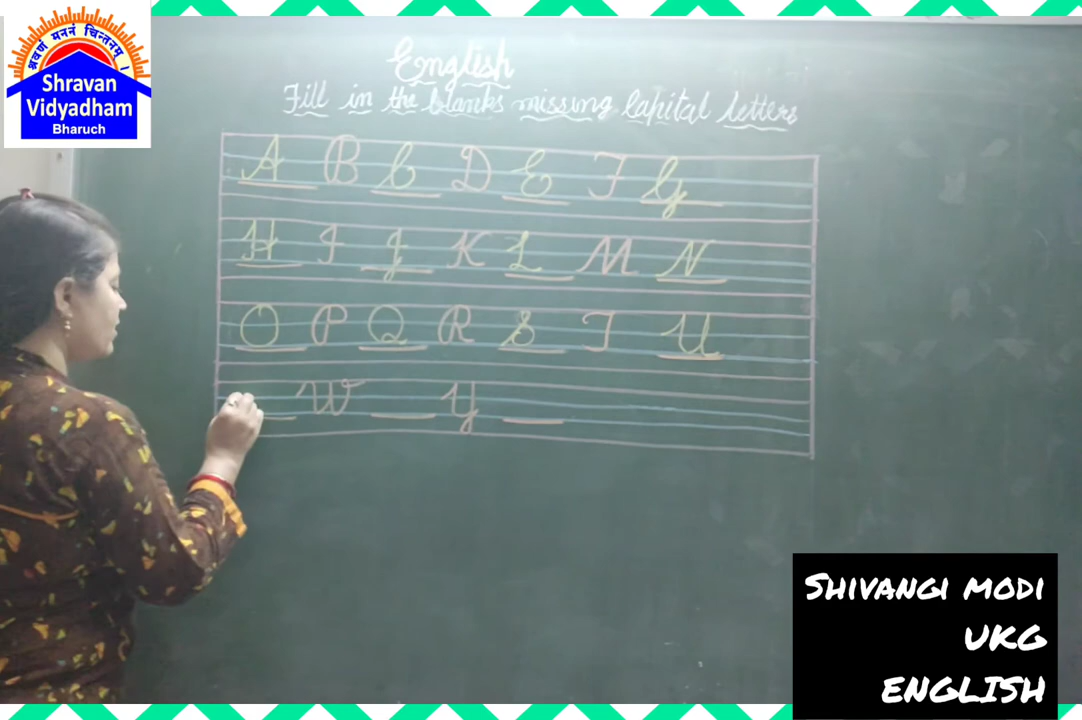 श्रवणं मननं चिन्तनम् ।
Shravan
Vidyadham
Bharuch
English
Fill in the blanks missing Capital letters
A B C D E F G
H I J K L M N
O P Q R S T U
W Y
SHIVANGI MODI
UKG
ENGLISH